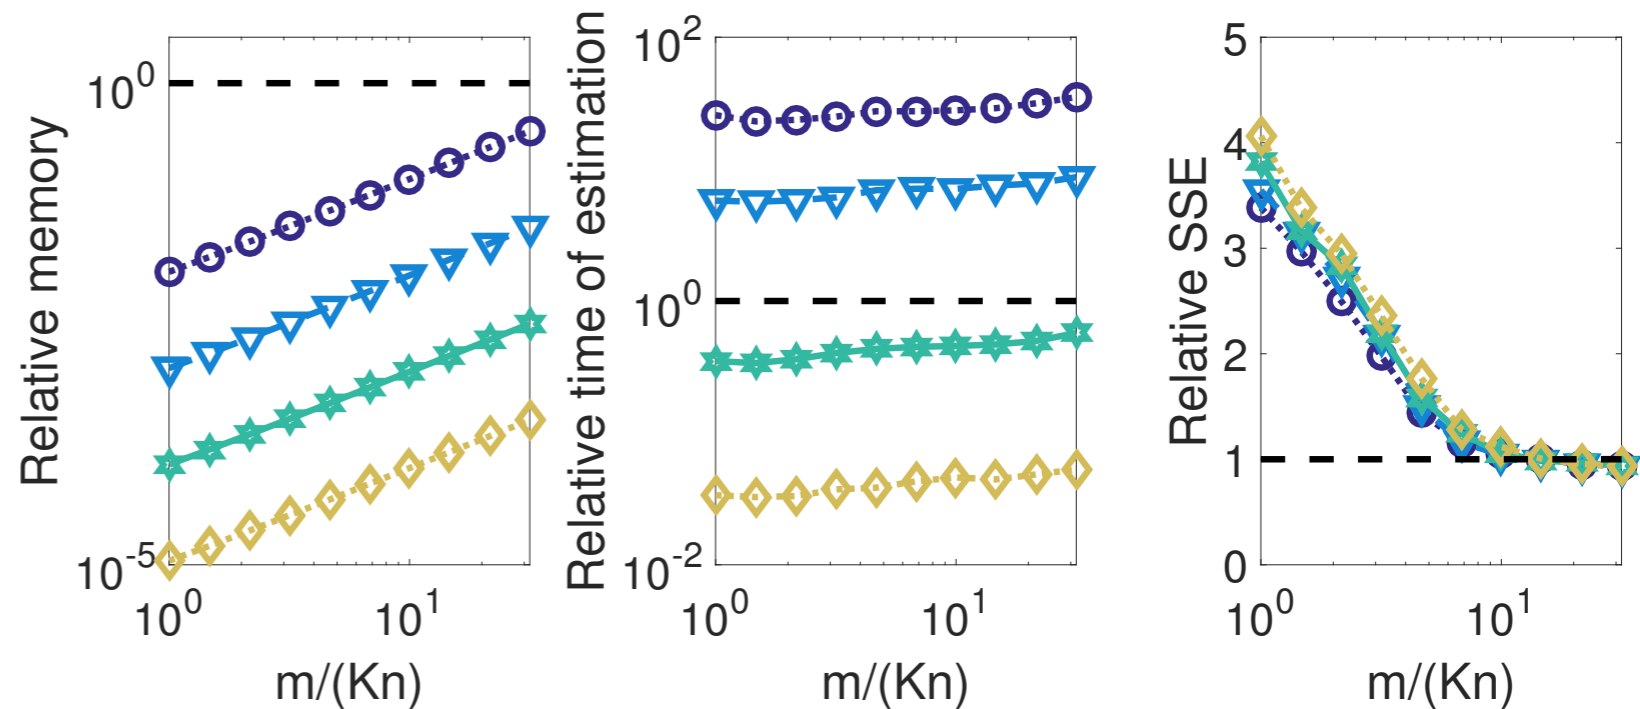 Relative memory
10^0
10^-5
10^0
10^1
m/(Kn)
Relative time of estimation
10^2
10^0
10^-2
10^0
10^1
m/(Kn)
Relative SSE
5
4
3
2
1
0
10^0
10^1
m/(Kn)